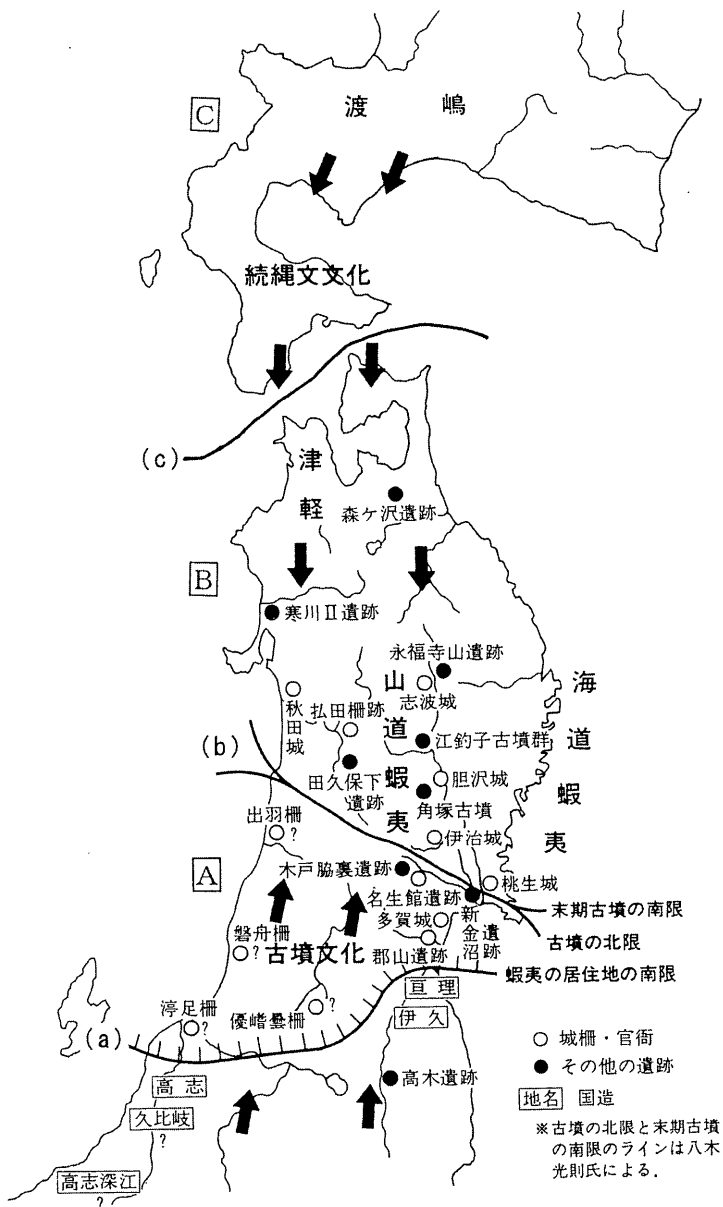 C
渡嶋
続縄文文化
(c)
津軽
森ケ沢遺跡
B
寒川Ⅱ遺跡
永福寺山遺跡
志波城
山道蝦夷
海道蝦夷
秋田城
払田柵跡
江釣子古墳群
(b)
田久保下
遺跡
胆沢城
角塚古墳
伊治城
出羽柵
?
A
木戸脇裏遺跡
桃生城
名生館遺跡
末期古墳の南限
多賀城
新金沼遺跡
古墳の北限
磐舟柵
?
古墳文化
郡山遺跡
蝦夷の居住地の南限
亘理
渟足柵
?
優嗜曇柵
?
伊久
(a)
○ 城柵・官衙
● その他の遺跡
高志
高木遺跡
地名 国造
久比岐
?
※古墳の北限と末期古墳
の南限のラインは八木
光則氏による.
高志深江
?